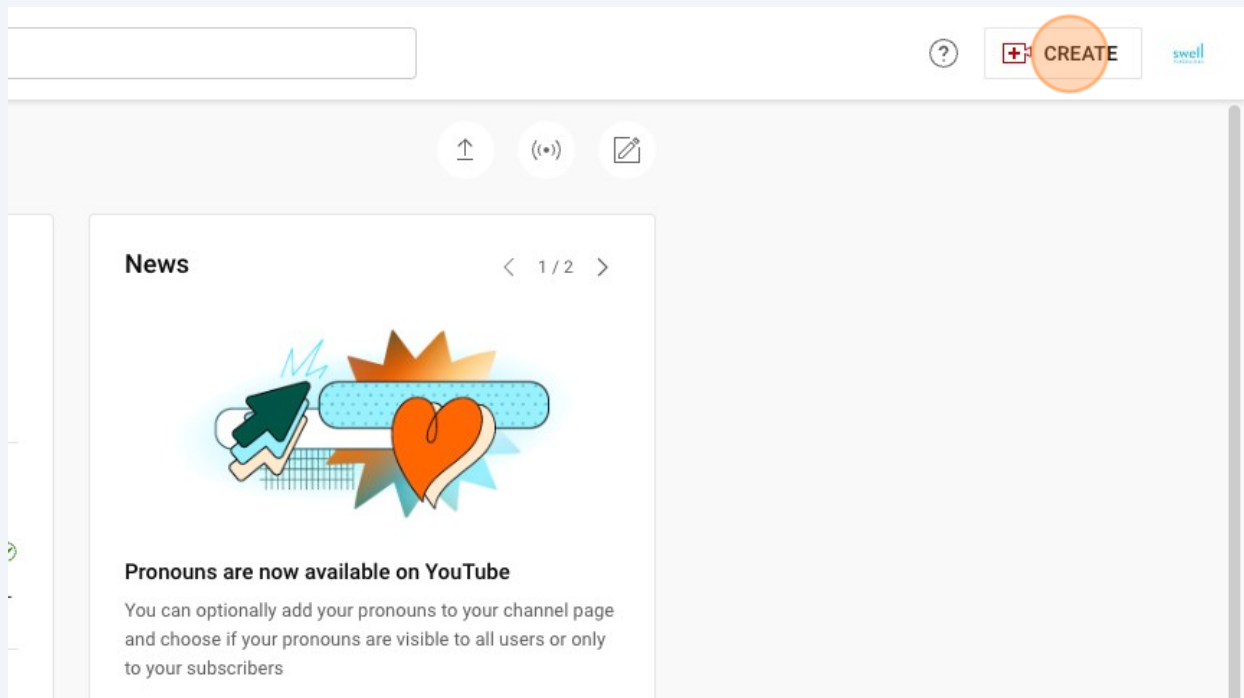 CREATE
swell
News
1 / 2
Pronouns are now available on YouTube
You can optionally add your pronouns to your channel page
and choose if your pronouns are visible to all users or only
to your subscribers